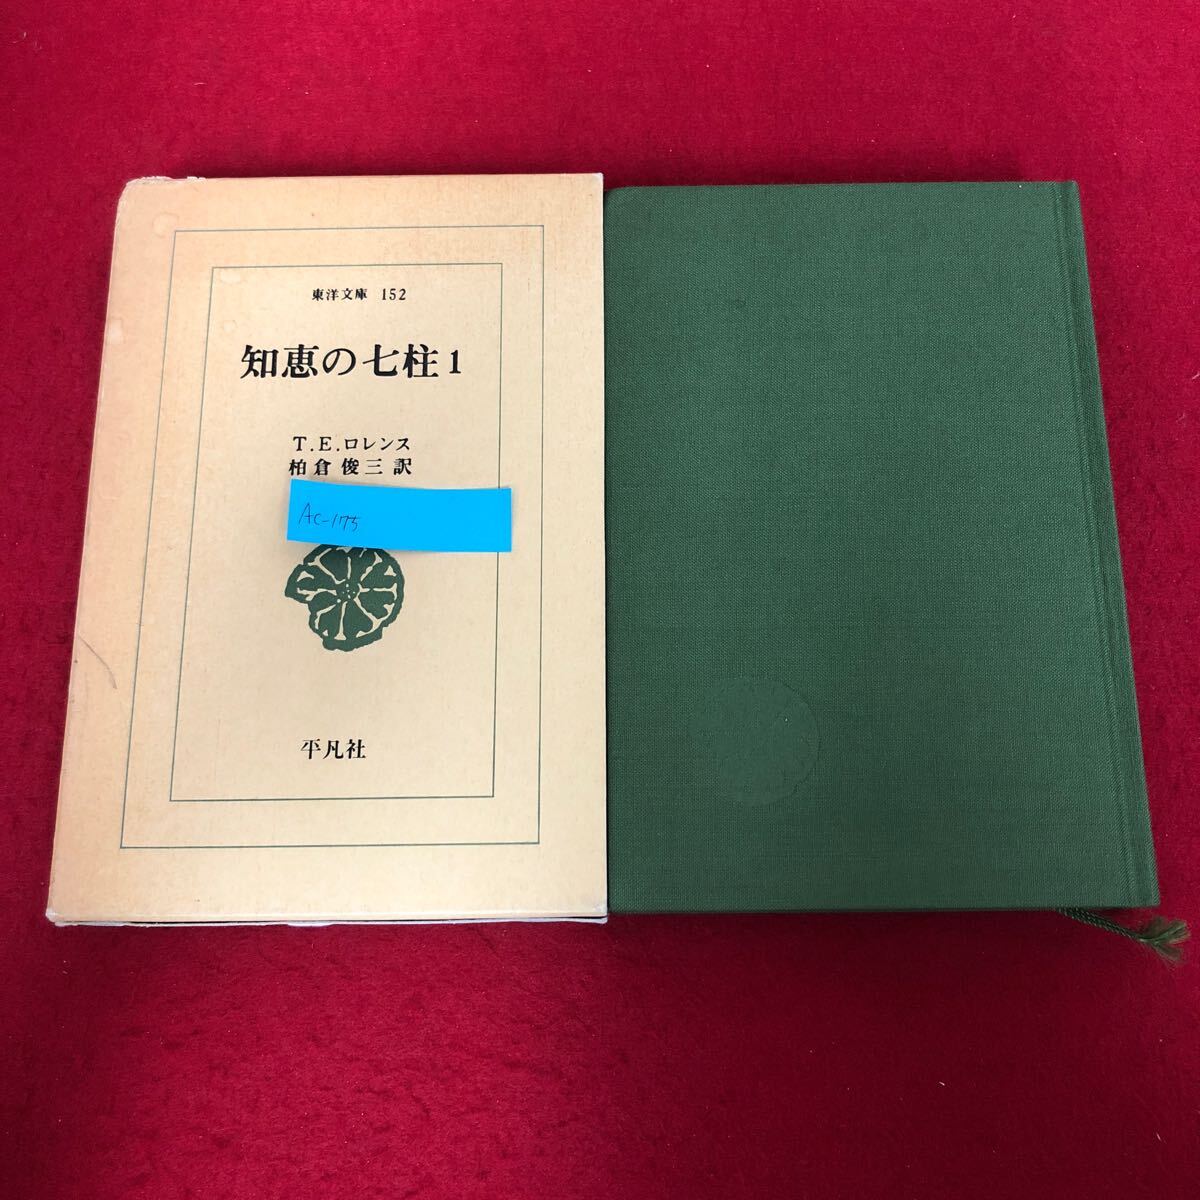 東洋文庫 152
知恵の七柱 1
T.E.ロレンス
柏倉俊三訳
AC-175
平凡社